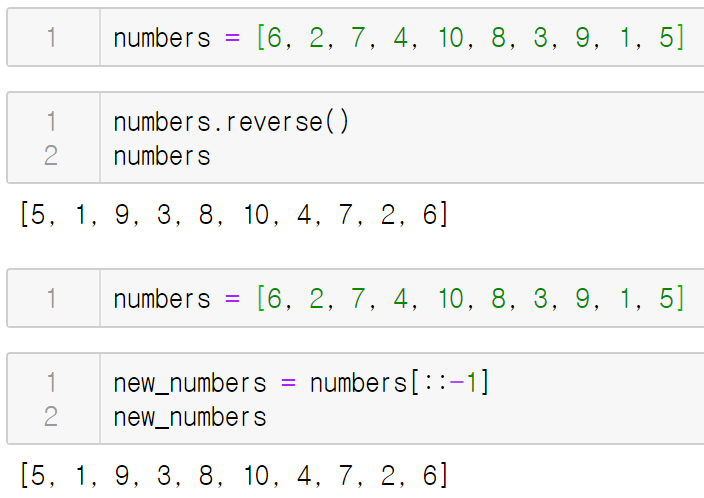 1 numbers = [6, 2, 7, 4, 10, 8, 3, 9, 1, 5]
1 numbers.reverse()
2 numbers
[5, 1, 9, 3, 8, 10, 4, 7, 2, 6]
1 numbers = [6, 2, 7, 4, 10, 8, 3, 9, 1, 5]
1 new_numbers = numbers[::-1]
2 new_numbers
[5, 1, 9, 3, 8, 10, 4, 7, 2, 6]